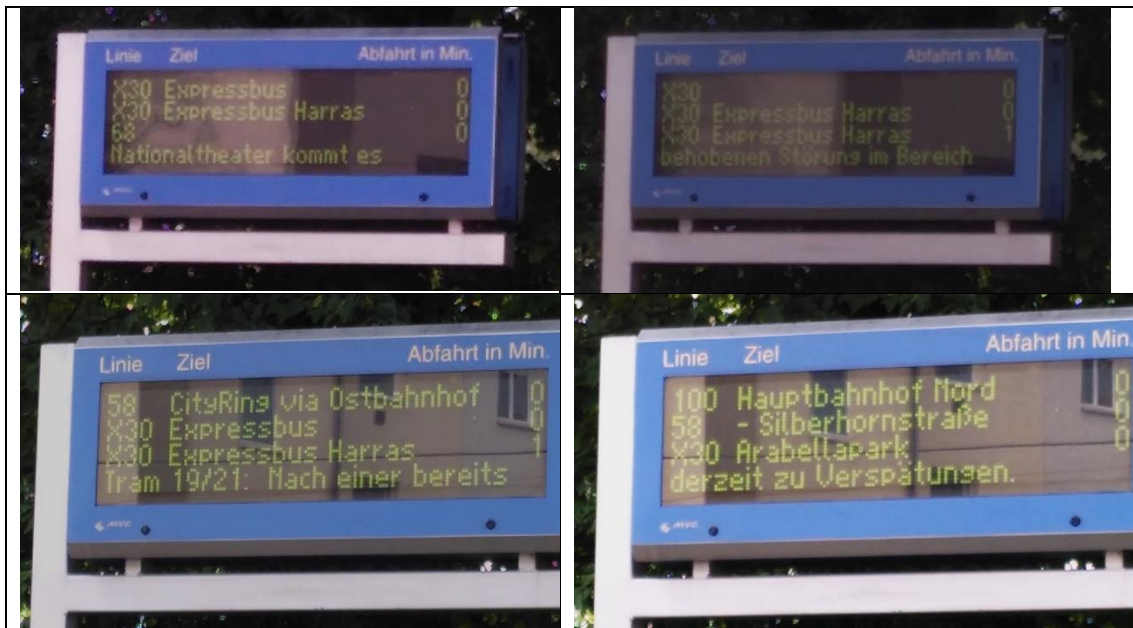 Linie Ziel Abfahrt in Min.
X30 Expressbus 0
X30 Expressbus Harras 0
68 0
Nationaltheater kommt es
MVG
Linie Ziel Abfahrt in Min.
X30 0
X30 Expressbus Harras 0
X30 Expressbus Harras 1
behobenen Störung im Bereich
MVG
Linie Ziel Abfahrt in Min.
58 CityRing via Ostbahnhof 0
X30 Expressbus 0
X30 Expressbus Harras 1
Tram 19/21: Nach einer bereits
MVG
Linie Ziel Abfahrt in Min.
100 Hauptbahnhof Nord 0
58 - Silberhornstraße 0
X30 Arabellapark 0
derzeit zu Verspätungen.
MVG